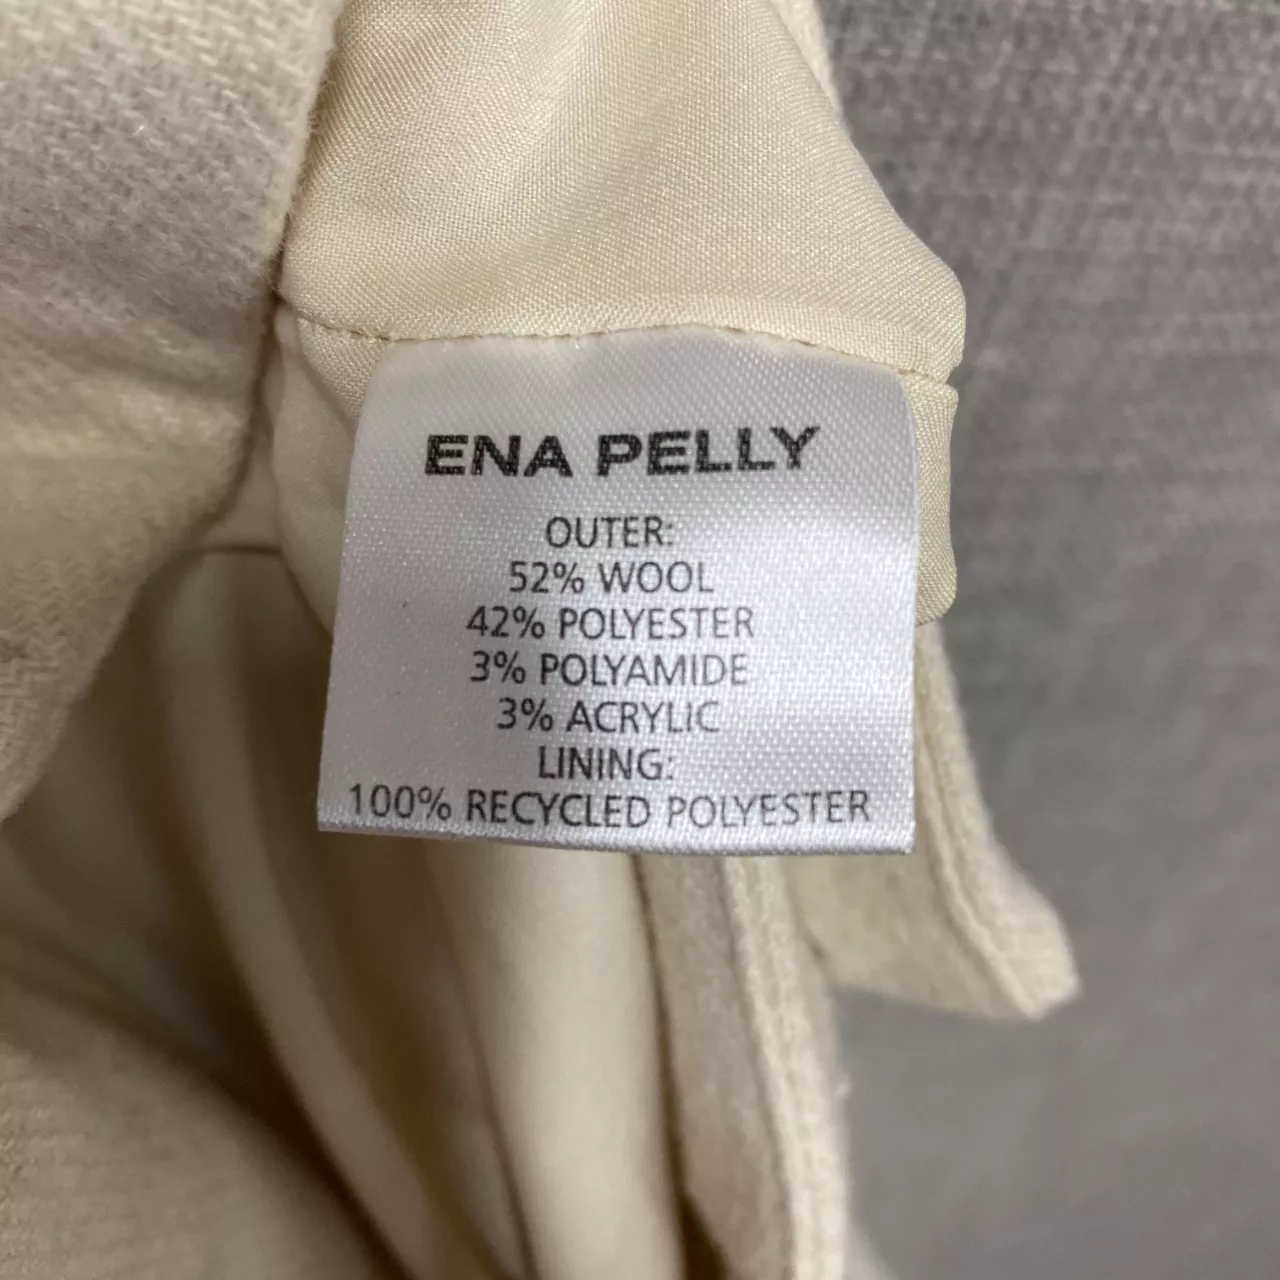 ENA PELLY
OUTER:
52% WOOL
42% POLYESTER
3% POLYAMIDE
3% ACRYLIC
LINING:
100% RECYCLED POLYESTER